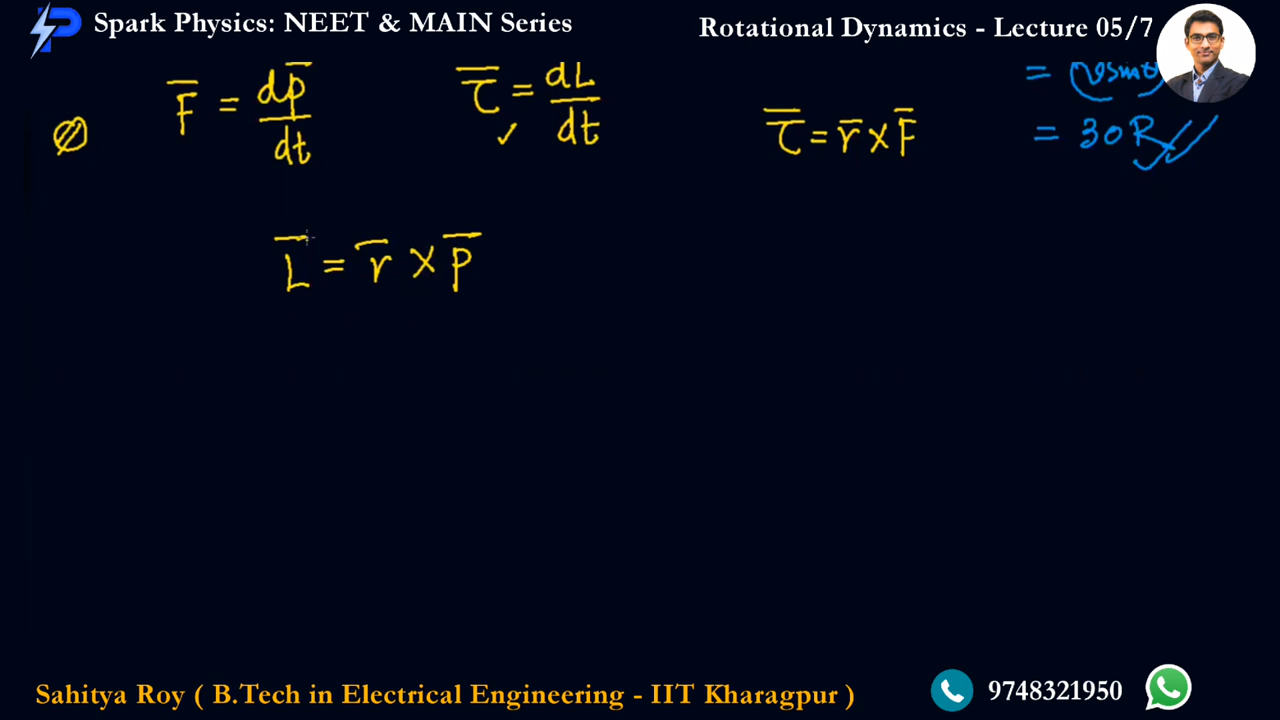 Spark Physics: NEET & MAIN Series
Rotational Dynamics - Lecture 05/7
F̅ = dp̅/dt
τ̅ = dL/dt ✓
τ̅ = r̅ × F̅
= 30R
L̅ = r̅ × p̅
Sahitya Roy ( B.Tech in Electrical Engineering - IIT Kharagpur )
9748321950